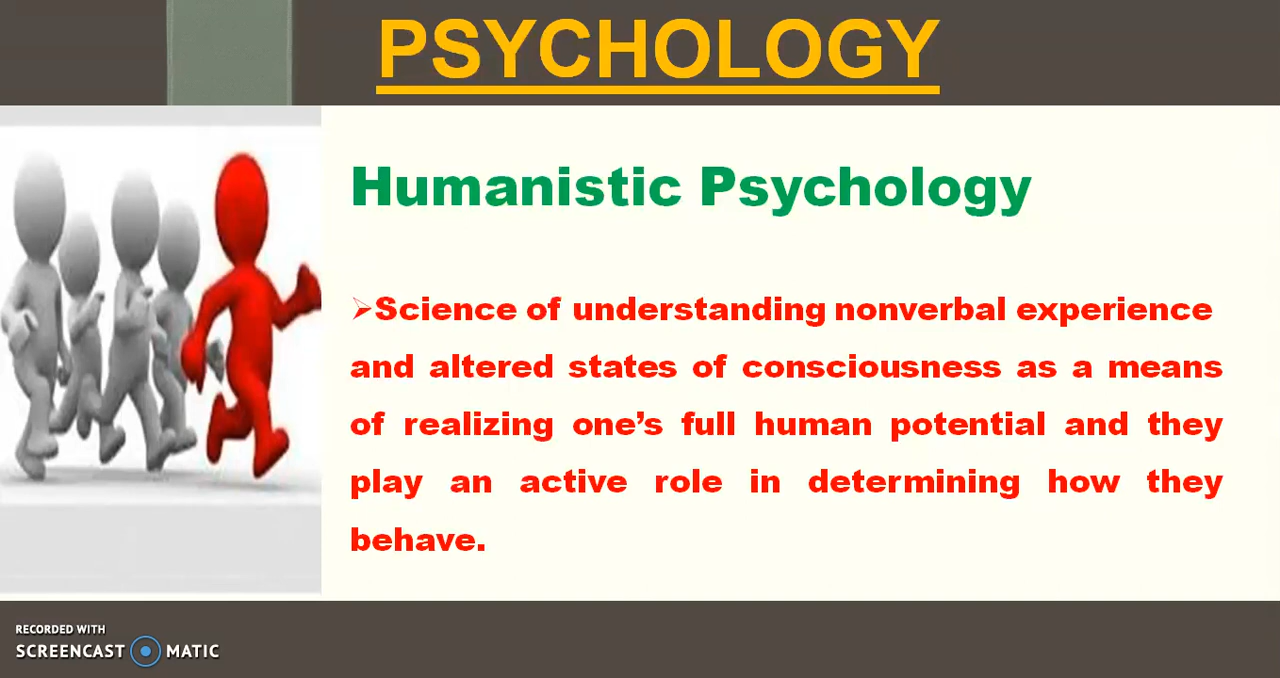 PSYCHOLOGY
Humanistic Psychology
➢Science of understanding nonverbal experience
and altered states of consciousness as a means
of realizing one’s full human potential and they
play an active role in determining how they
behave.
RECORDED WITH
SCREENCAST MATIC